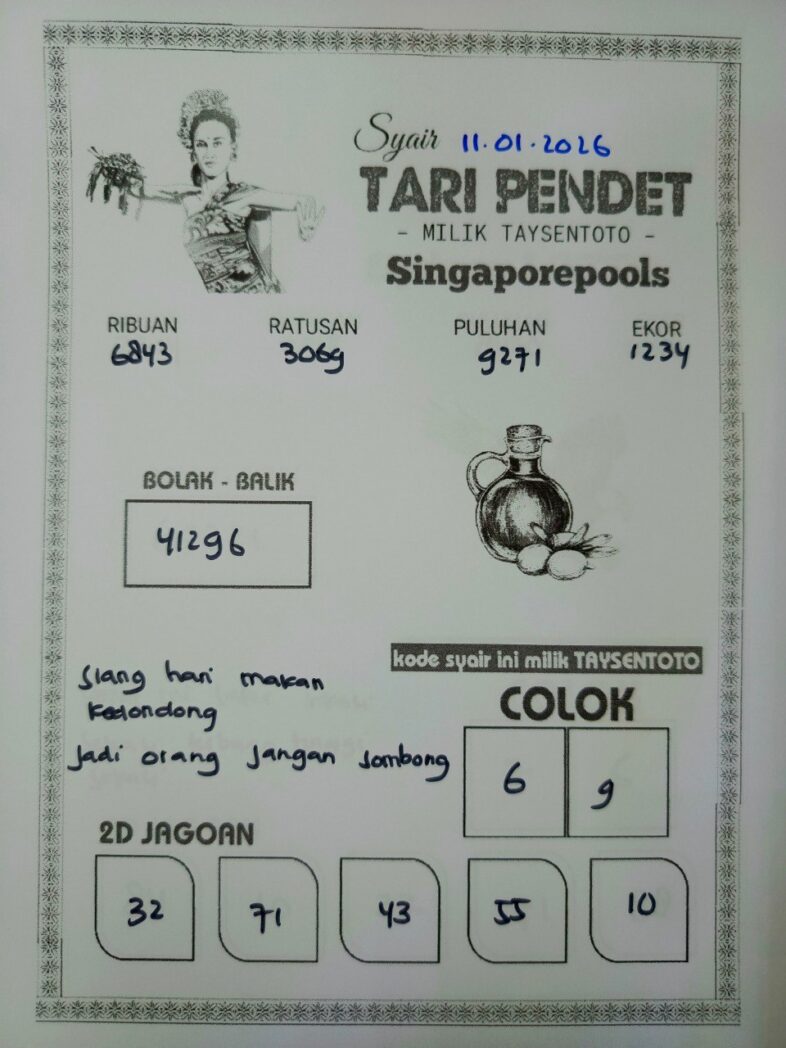 Syair 11.01.2026
TARI PENDET
- MILIK TAYSENTOTO -
Singaporepools
RIBUAN RATUSAN PULUHAN EKOR
6843 3069 9271 1234
BOLAK - BALIK
41296
kode syair ini milik TAYSENTOTO
siang hari makan
kedondong
Jadi orang jangan sombong
COLOK
6 9
2D JAGOAN
32 71 43 55 10